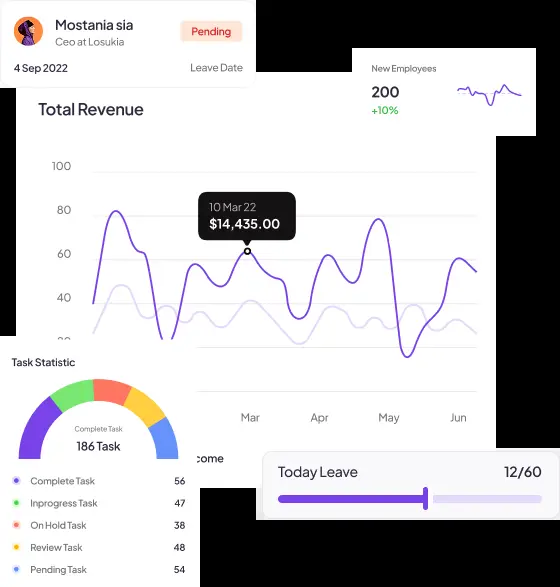 Mostania sia
Ceo at Losukia
Pending
4 Sep 2022
Leave Date
New Employees
200
+10%
Total Revenue
100
80
60
40
10 Mar 22
$14,435.00
Mar
Apr
May
Jun
come
Task Statistic
Complete Task
186 Task
Complete Task 56
Inprogress Task 47
On Hold Task 38
Review Task 48
Pending Task 54
Today Leave 12/60